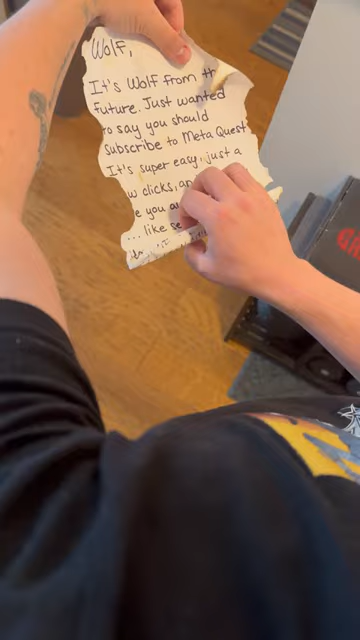 Wolf,
It's Wolf from th
future. Just wanted
to say you should
subscribe to Meta Quest
It's super easy, just a
w clicks, an
e you a
... like se
GA